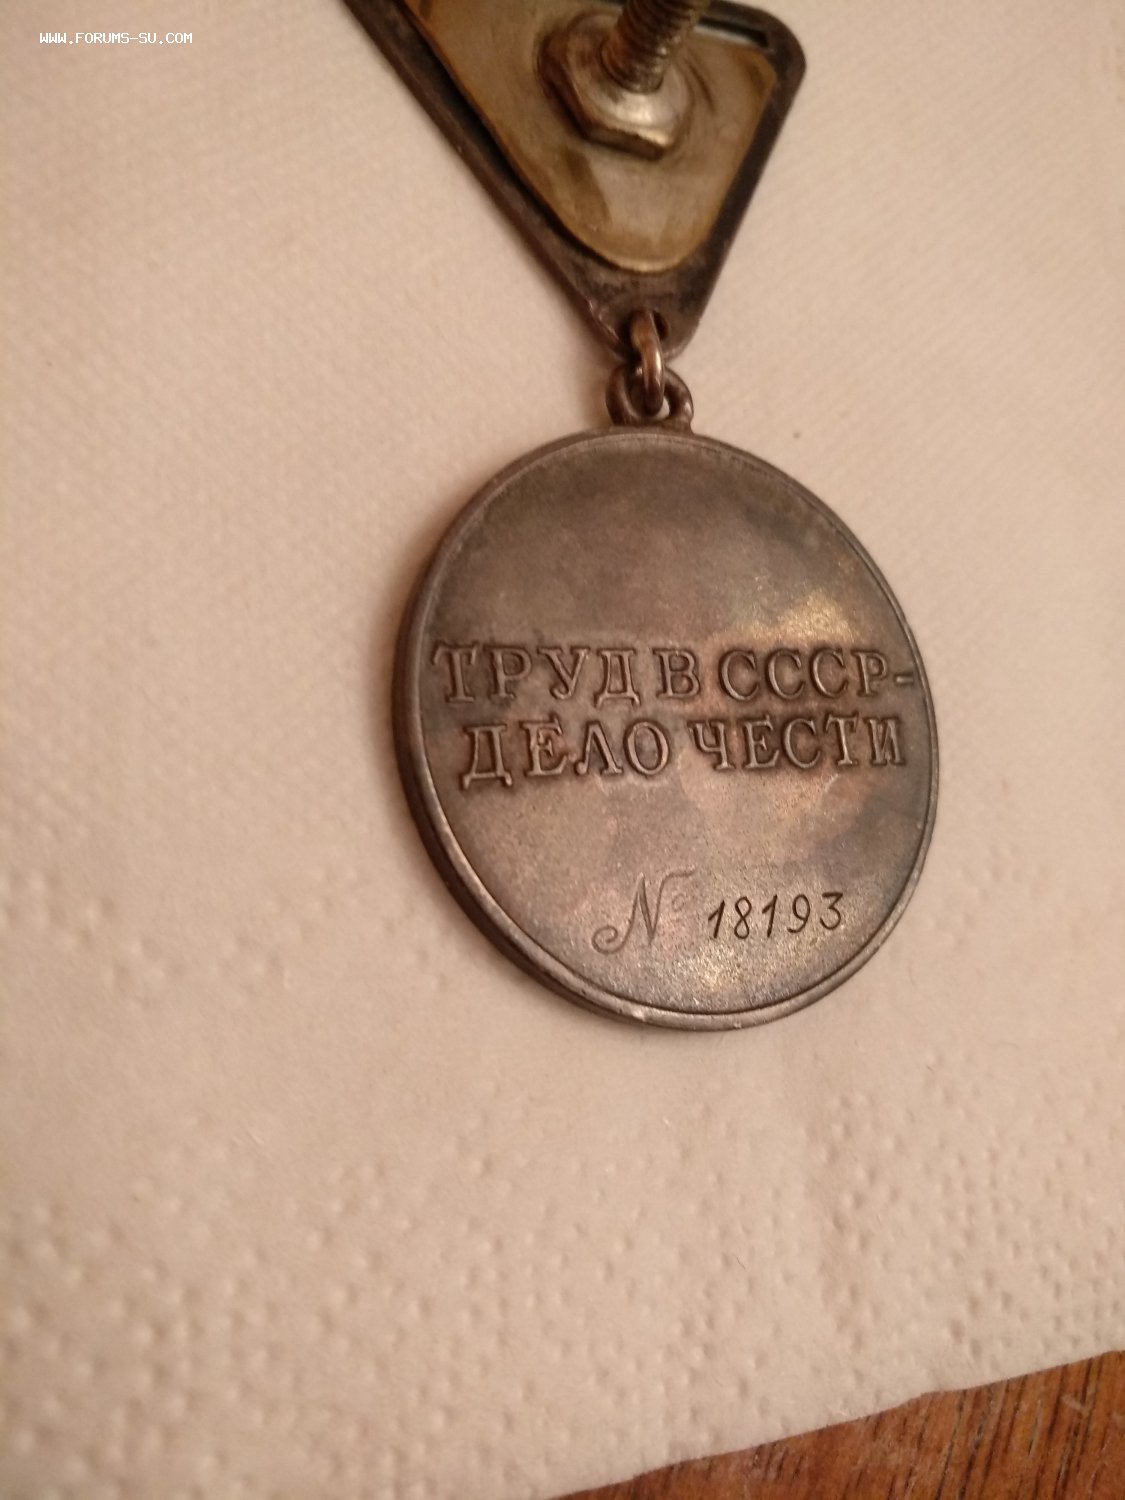 WWW.FORUMS-SU.COM
ТРУД В СССР-
ДЕЛО ЧЕСТИ
№ 18193